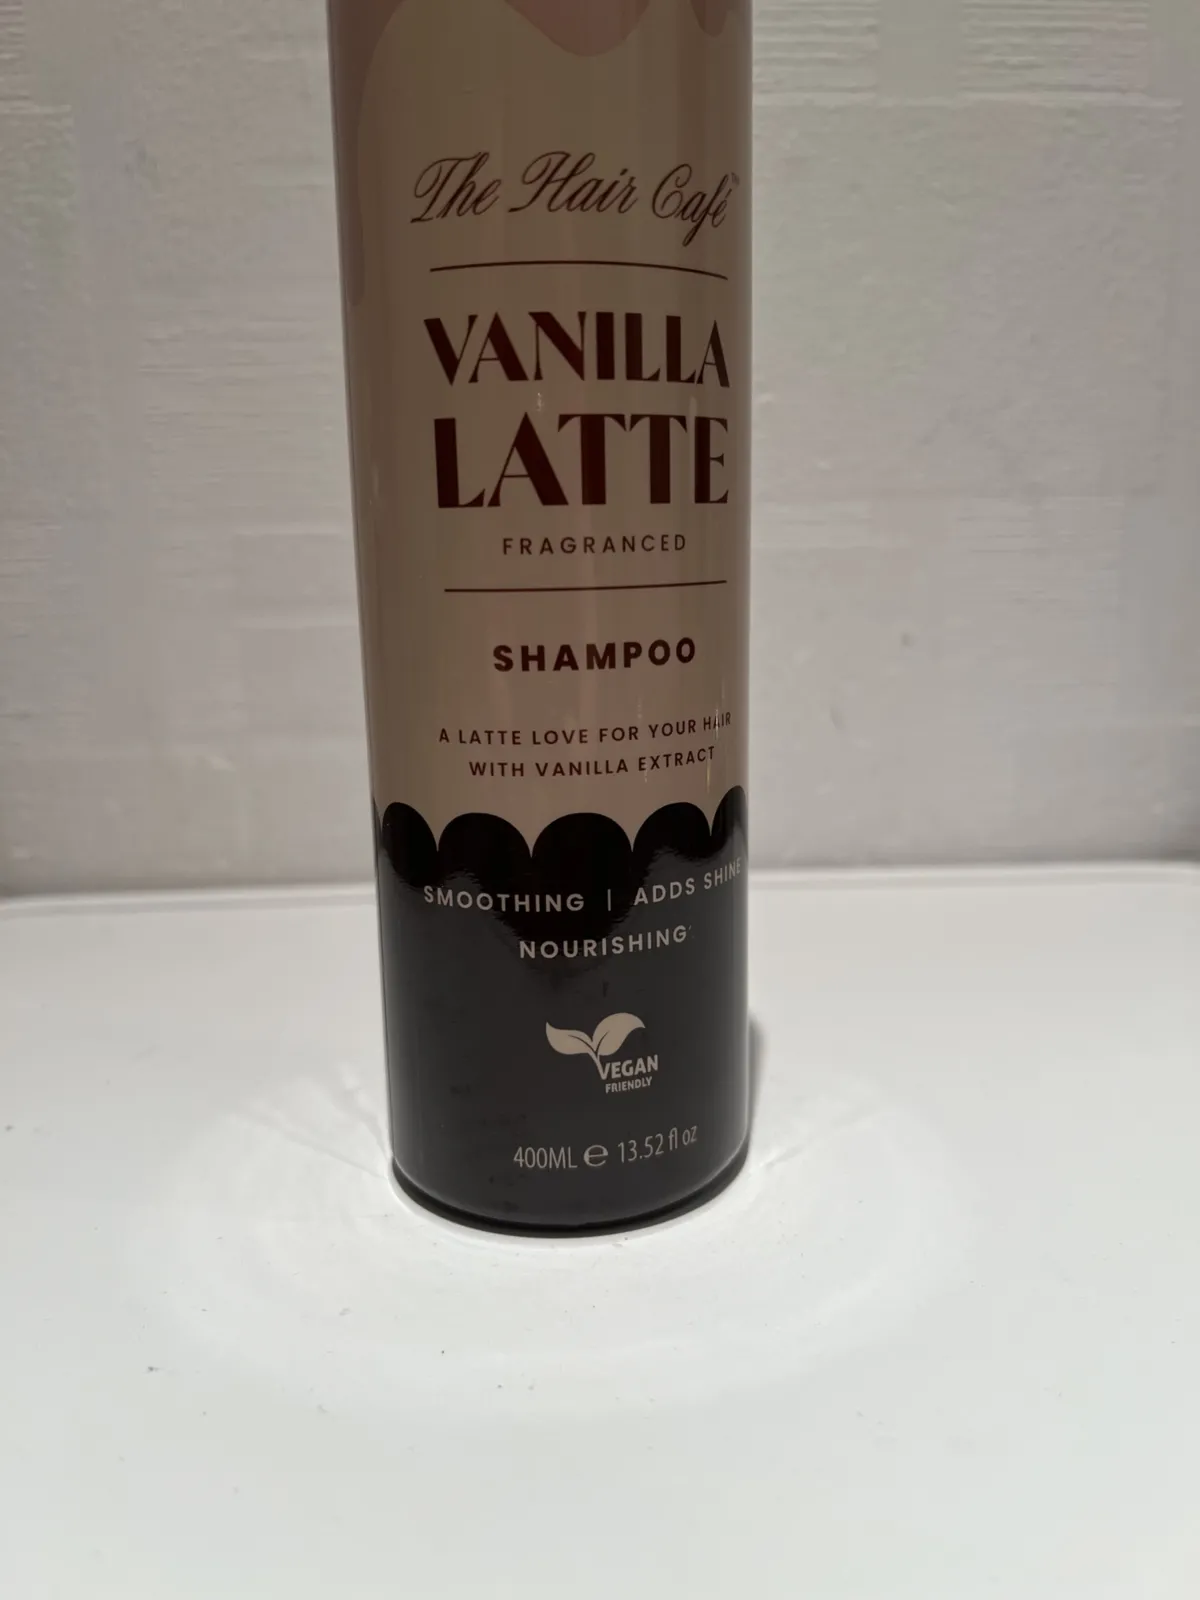 The Hair Café™
VANILLA
LATTE
FRAGRANCED
SHAMPOO
A LATTE LOVE FOR YOUR HAIR
WITH VANILLA EXTRACT
SMOOTHING | ADDS SHINE
NOURISHING
VEGAN
FRIENDLY
400ML ℮ 13.52 fl oz